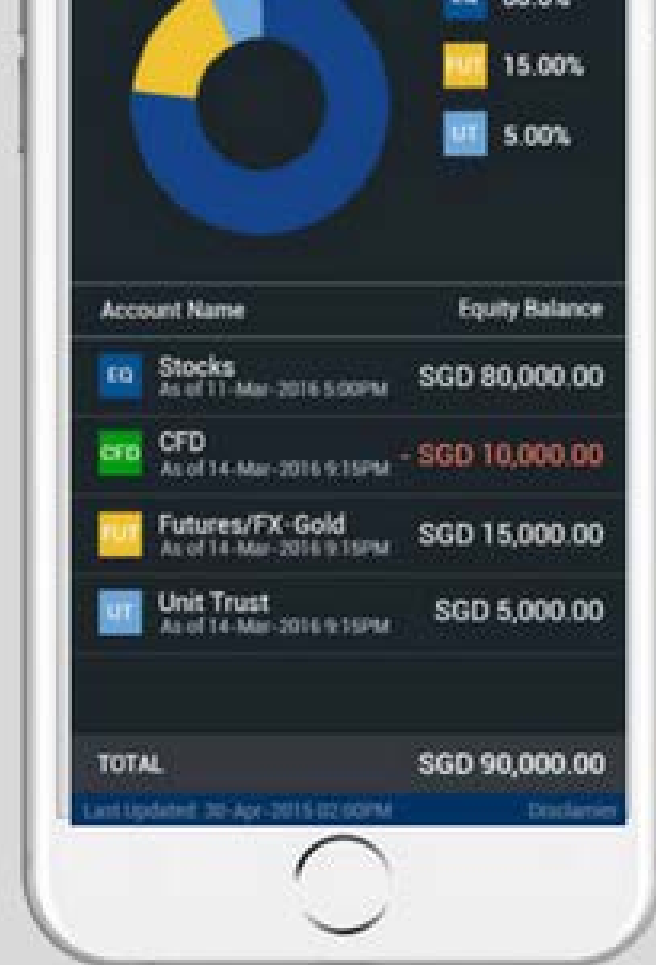 EQ
FUT 15.00%
UT 5.00%
Account Name Equity Balance
EQ Stocks SGD 80,000.00
As of 11-Mar-2016 5:00PM
CFD CFD - SGD 10,000.00
As of 14-Mar-2016 9:15PM
FUT Futures/FX-Gold SGD 15,000.00
As of 14-Mar-2016 9:15PM
UT Unit Trust SGD 5,000.00
As of 14-Mar-2016 9:15PM
TOTAL SGD 90,000.00
Last Updated: 30-Apr-2015 02:00PM Disclaimer